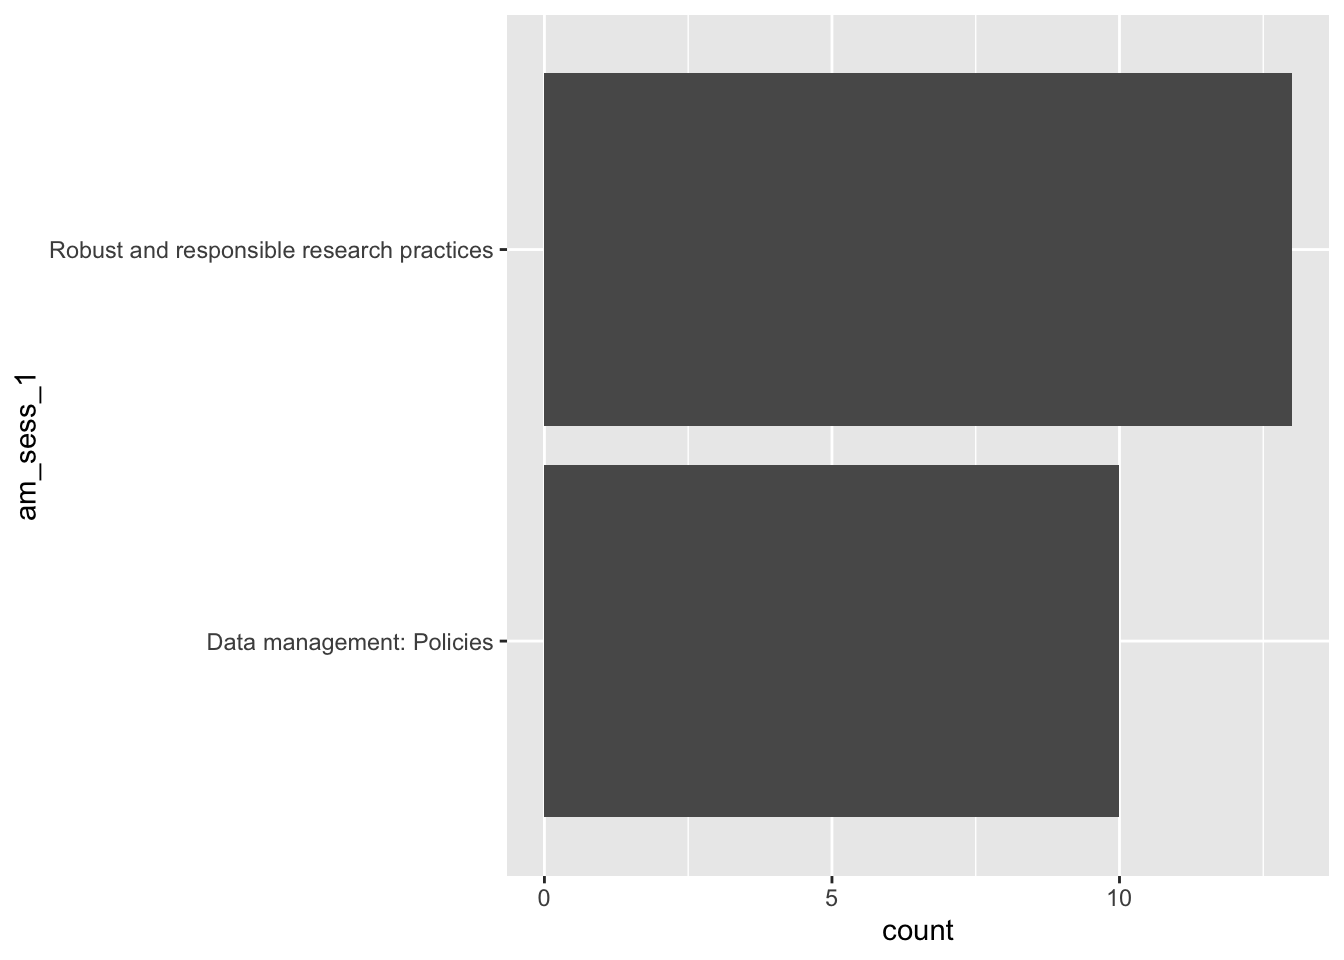 Robust and responsible research practices
am_sess_1
Data management: Policies
0 5 10
count